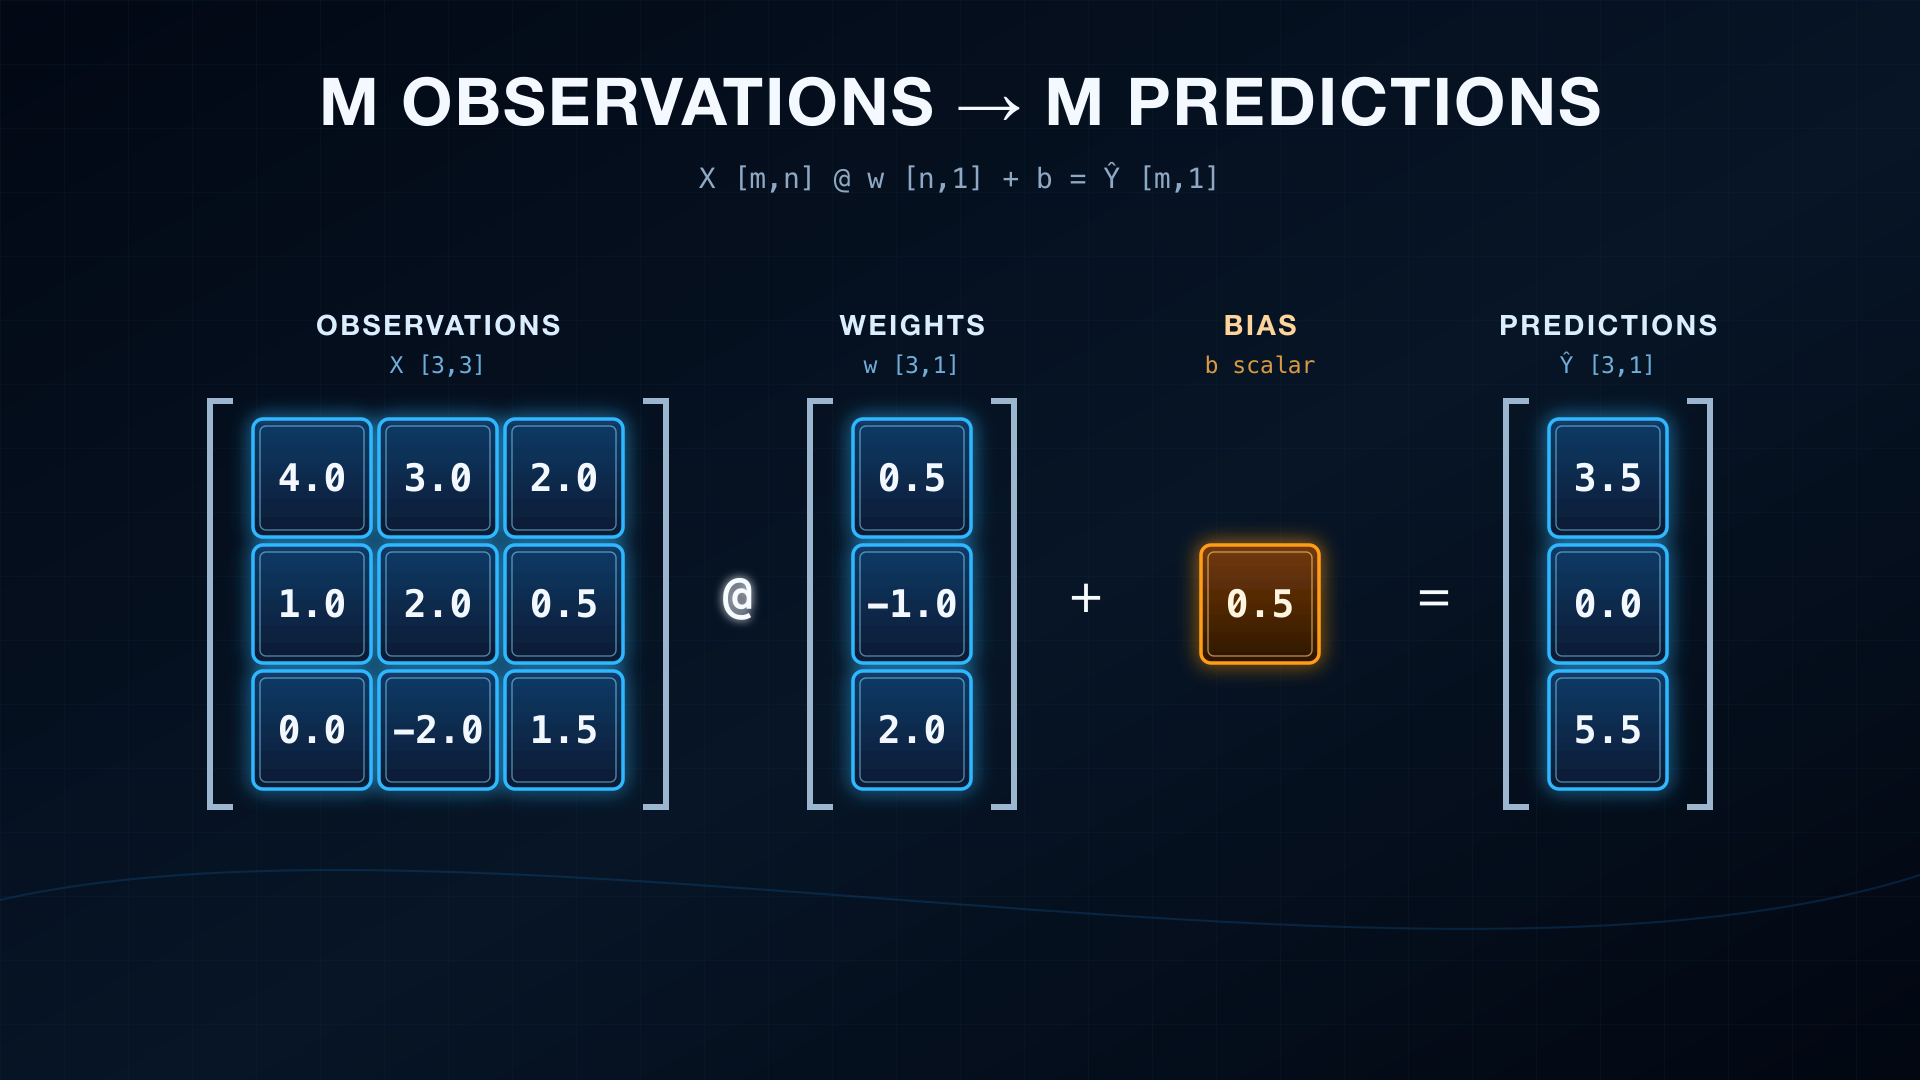 M OBSERVATIONS → M PREDICTIONS
X [m,n] @ w [n,1] + b = Ŷ [m,1]
OBSERVATIONS
X [3,3]
4.0 3.0 2.0
1.0 2.0 0.5
0.0 −2.0 1.5
@
WEIGHTS
w [3,1]
0.5
−1.0
2.0
+
BIAS
b scalar
0.5
=
PREDICTIONS
Ŷ [3,1]
3.5
0.0
5.5